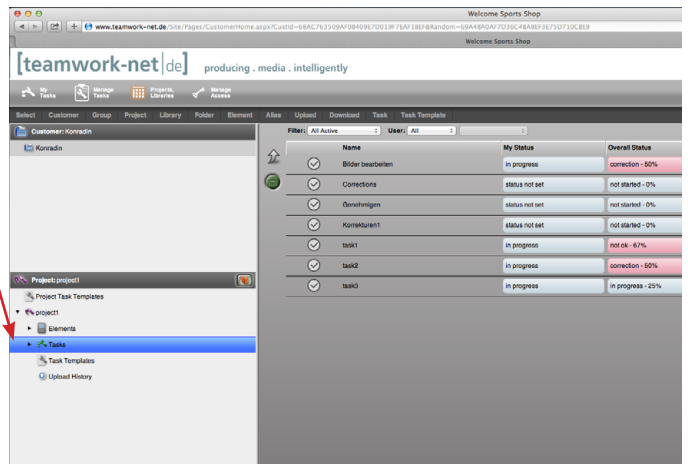 Welcome Sports Shop
www.teamwork-net.de/Site/Pages/CustomerHome.aspx?CustId=68AC763509AF08409E7D019F7EAF1BEF&Random=69A48A0AF7D36C48A8EF3E75D710C8E9
Welcome Sports Shop
[teamwork-net|de] producing . media . intelligently
My Tasks Manage Tasks Projects, Libraries Manage Access
Select Customer Group Project Library Folder Element Alias Upload Download Task Task Template
Customer: Konradin Filter: All Active User: All
Konradin Name My Status Overall Status
Bilder bearbeiten in progress correction - 50%
Corrections status not set not started - 0%
Genehmigen status not set not started - 0%
Korrekturen1 status not set not started - 0%
task1 in progress not ok - 67%
task2 in progress correction - 50%
task3 in progress in progress - 25%
Project: project1
Project Task Templates
project1
Elements
Tasks
Task Templates
Upload History